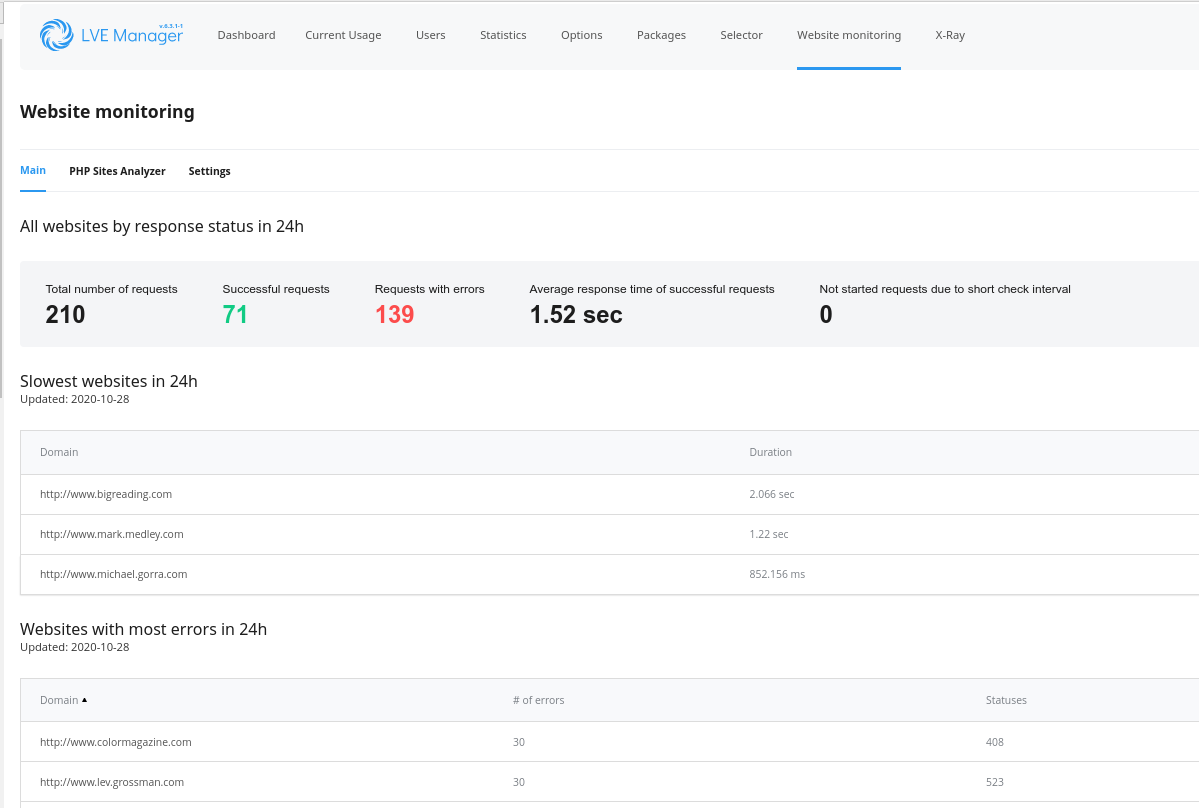 v.6.3.1-1
LVE Manager
Dashboard Current Usage Users Statistics Options Packages Selector Website monitoring X-Ray
Website monitoring
Main PHP Sites Analyzer Settings
All websites by response status in 24h
Total number of requests Successful requests Requests with errors Average response time of successful requests Not started requests due to short check interval
210 71 139 1.52 sec 0
Slowest websites in 24h
Updated: 2020-10-28
Domain Duration
http://www.bigreading.com 2.066 sec
http://www.mark.medley.com 1.22 sec
http://www.michael.gorra.com 852.156 ms
Websites with most errors in 24h
Updated: 2020-10-28
Domain # of errors Statuses
http://www.colormagazine.com 30 408
http://www.lev.grossman.com 30 523